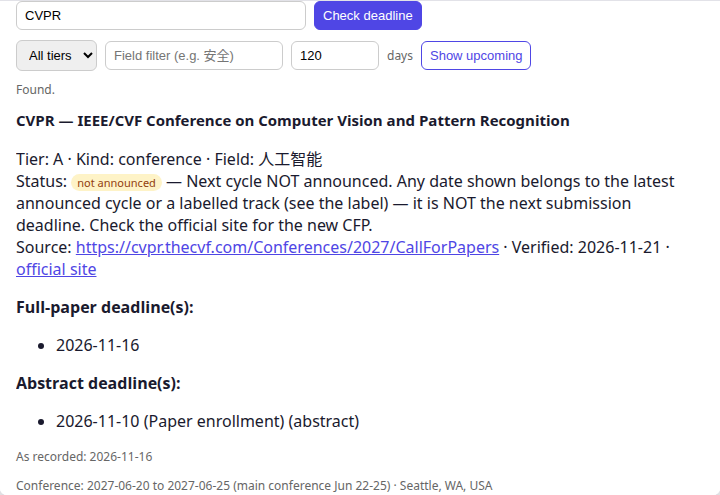 CVPR Check deadline
All tiers Field filter (e.g. 安全) 120 days Show upcoming
Found.
CVPR — IEEE/CVF Conference on Computer Vision and Pattern Recognition
Tier: A · Kind: conference · Field: 人工智能
Status: not announced — Next cycle NOT announced. Any date shown belongs to the latest
announced cycle or a labelled track (see the label) — it is NOT the next submission
deadline. Check the official site for the new CFP.
Source: https://cvpr.thecvf.com/Conferences/2027/CallForPapers · Verified: 2026-11-21 ·
official site
Full-paper deadline(s):
• 2026-11-16
Abstract deadline(s):
• 2026-11-10 (Paper enrollment) (abstract)
As recorded: 2026-11-16
Conference: 2027-06-20 to 2027-06-25 (main conference Jun 22-25) · Seattle, WA, USA